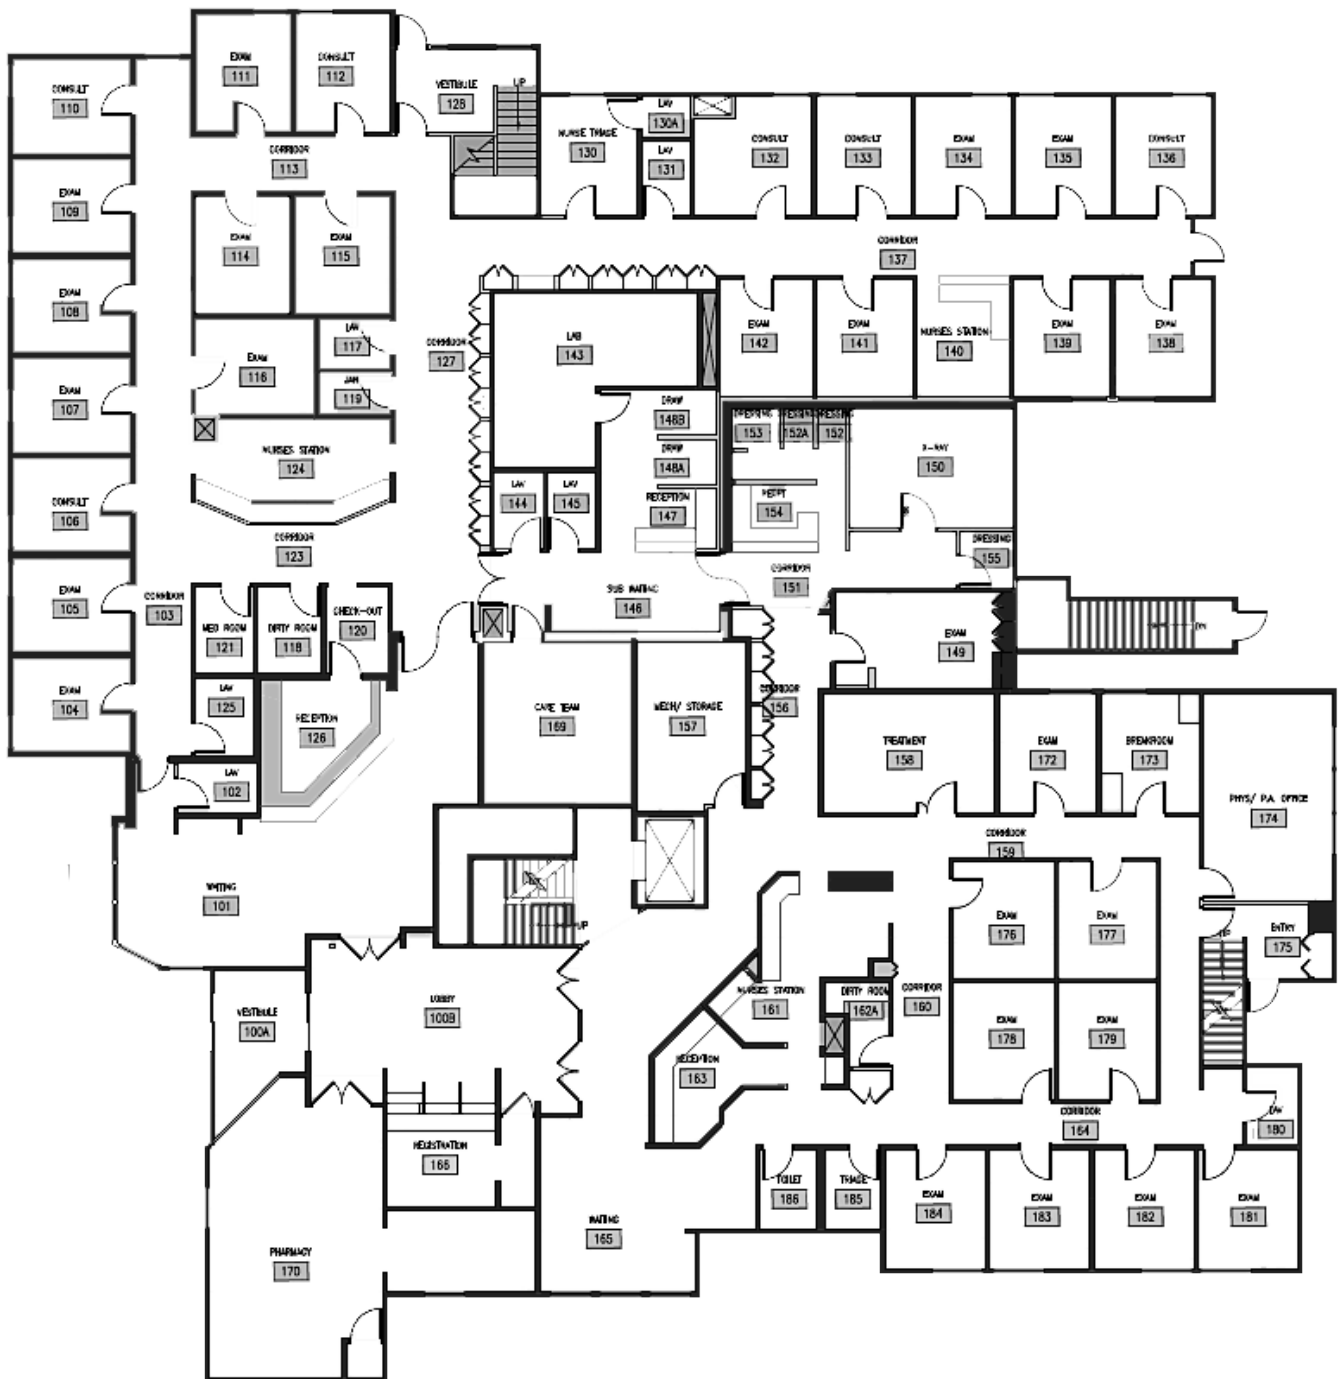 EXAM
111
CONSULT
112
VESTIBULE
128
UP
CONSULT
110
LAV
130A
NURSE TRIAGE
130
LAV
131
CONSULT
132
CONSULT
133
EXAM
134
EXAM
135
CONSULT
136
CORRIDOR
113
EXAM
109
EXAM
114
EXAM
115
CORRIDOR
137
EXAM
108
LAV
117
EXAM
116
CORRIDOR
127
LAB
143
EXAM
142
EXAM
141
NURSES STATION
140
EXAM
139
EXAM
138
EXAM
107
JAN
119
DRAW
148B
DRESSING
153
DRESSING
152A
DRESSING
152
NURSES STATION
124
DRAW
148A
X-RAY
150
CONSULT
106
LAV
144
LAV
145
RECEPTION
147
RECPT
154
CORRIDOR
123
DRESSING
155
EXAM
105
CORRIDOR
103
MED ROOM
121
DIRTY ROOM
118
CHECK-OUT
120
SUB WAITING
146
CORRIDOR
151
EXAM
149
DN
EXAM
104
LAV
125
RECEPTION
126
CARE TEAM
169
MECH/ STORAGE
157
CORRIDOR
156
TREATMENT
158
EXAM
172
BREAKROOM
173
LAV
102
PHYS/ P.A. OFFICE
174
CORRIDOR
159
WAITING
101
UP
EXAM
176
EXAM
177
UP
ENTRY
175
VESTIBULE
100A
LOBBY
100B
NURSES STATION
161
DIRTY ROOM
162A
CORRIDOR
160
EXAM
178
EXAM
179
RECEPTION
163
CORRIDOR
164
LAV
180
REGISTRATION
166
TOILET
186
TRIAGE
185
EXAM
184
EXAM
183
EXAM
182
EXAM
181
WAITING
165
PHARMACY
170